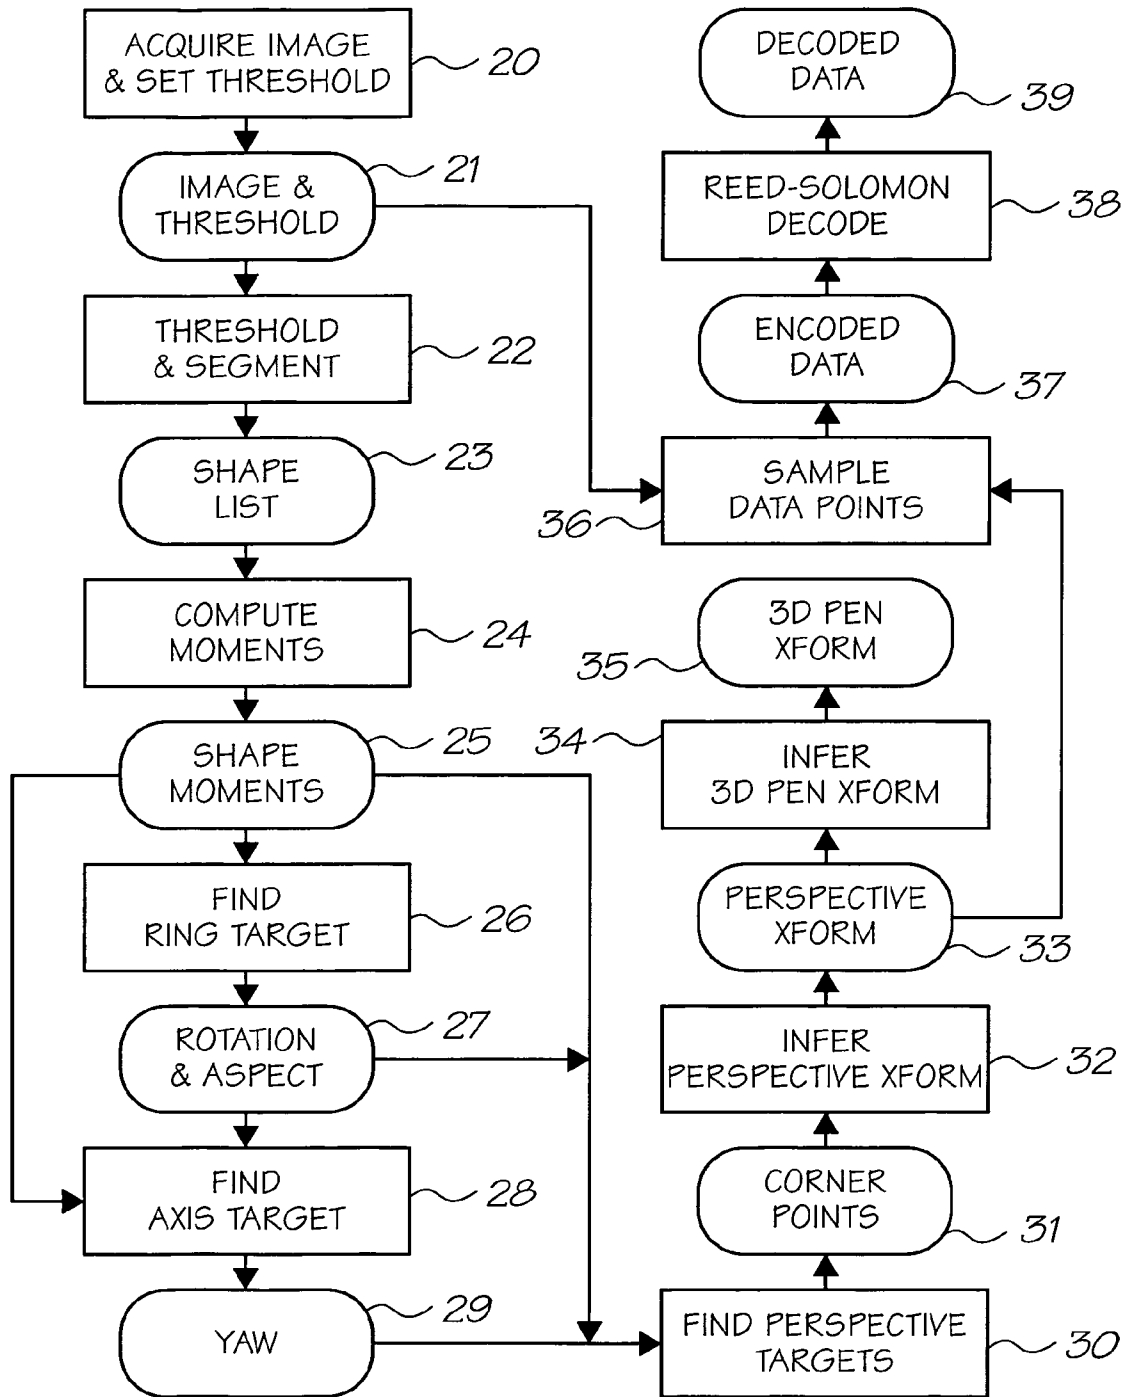 ACQUIRE IMAGE
& SET THRESHOLD
20
IMAGE &
THRESHOLD
21
THRESHOLD
& SEGMENT
22
SHAPE
LIST
23
COMPUTE
MOMENTS
24
SHAPE
MOMENTS
25
FIND
RING TARGET
26
ROTATION
& ASPECT
27
FIND
AXIS TARGET
28
YAW
29
DECODED
DATA
39
REED-SOLOMON
DECODE
38
ENCODED
DATA
37
SAMPLE
DATA POINTS
36
3D PEN
XFORM
35
34
INFER
3D PEN XFORM
PERSPECTIVE
XFORM
33
INFER
PERSPECTIVE XFORM
32
CORNER
POINTS
31
FIND PERSPECTIVE
TARGETS
30